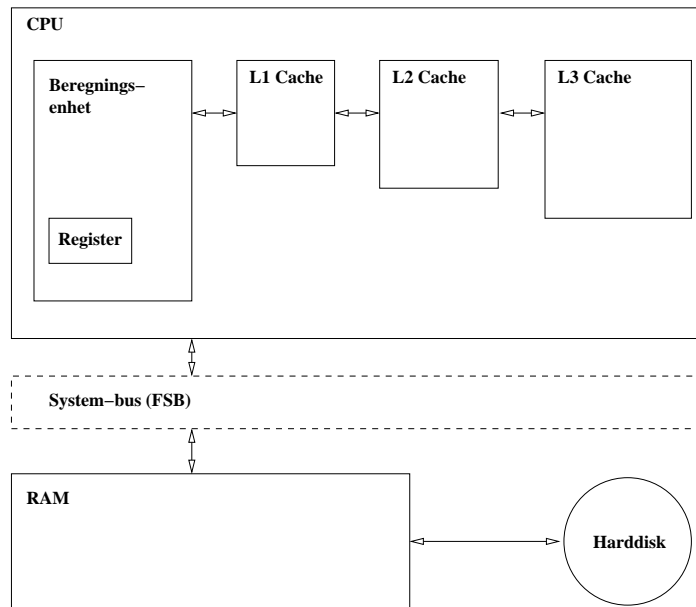 CPU
Beregnings−
enhet
L1 Cache
L2 Cache
L3 Cache
Register
System−bus (FSB)
RAM
Harddisk